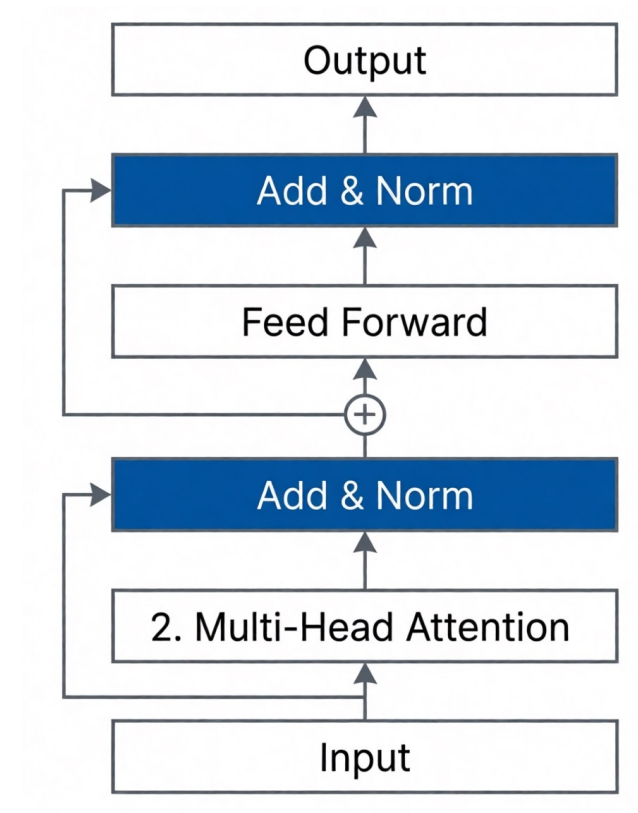 Output
Add & Norm
Feed Forward
+
Add & Norm
2. Multi-Head Attention
Input